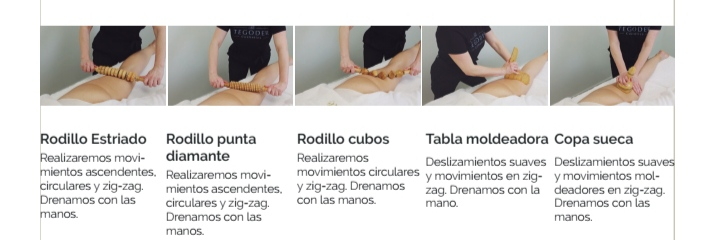 Rodillo Estriado
Realizaremos movi-
mientos ascendentes,
circulares y zig-zag.
Drenamos con las
manos.
Rodillo punta
diamante
Realizaremos movi-
mientos ascendentes,
circulares y zig-zag.
Drenamos con las
manos.
Rodillo cubos
Realizaremos
movimientos circulares
y zig-zag. Drenamos
con las manos.
Tabla moldeadora
Deslizamientos suaves
y movimientos en zig-
zag. Drenamos con la
mano.
Copa sueca
Deslizamientos suaves
y movimientos mol-
deadores en zig-zag.
Drenamos con las
manos.